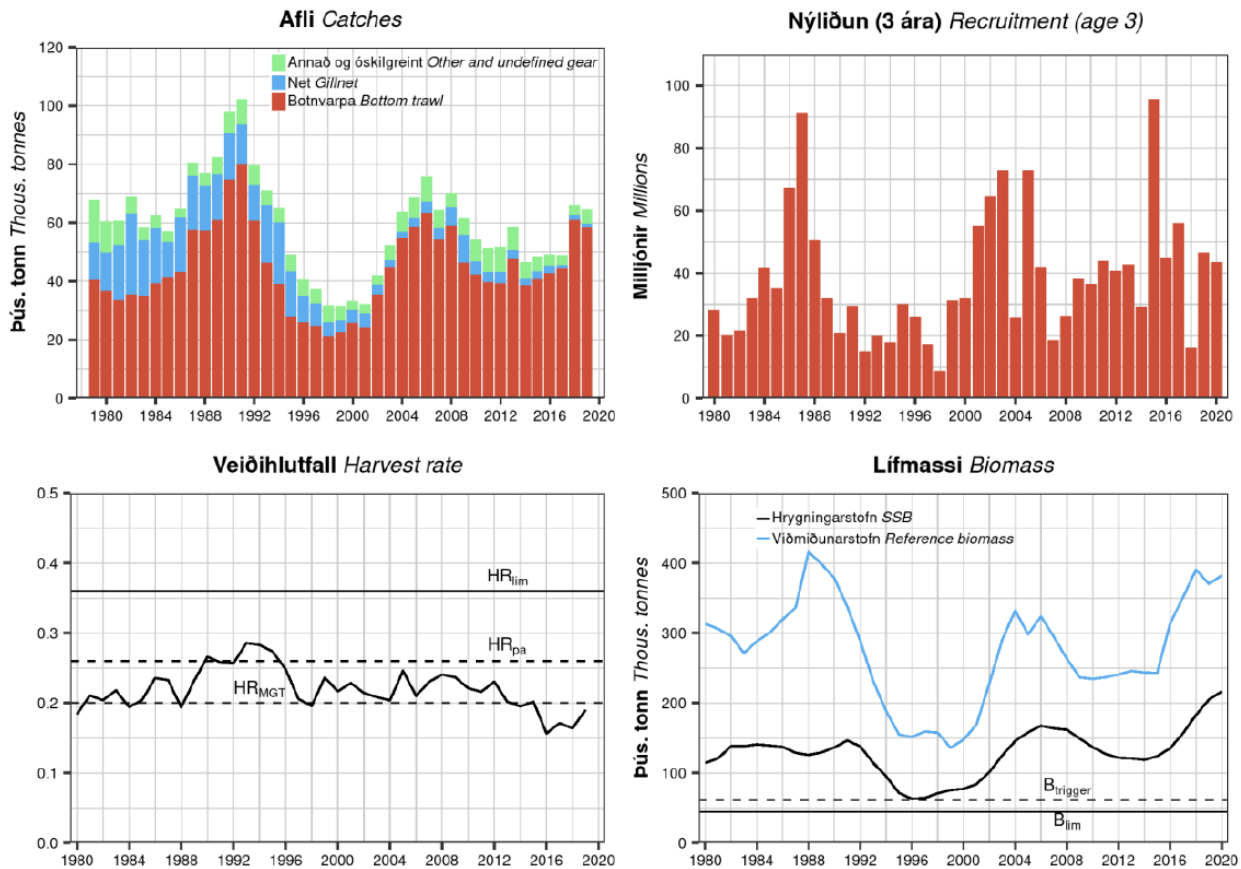 Afli Catches
Þús. tonn Thous. tonnes
120
100
80
60
40
20
0
Annað og óskilgreint Other and undefined gear
Net Gillnet
Botnvarpa Bottom trawl
1980 1984 1988 1992 1996 2000 2004 2008 2012 2016 2020
Nýliðun (3 ára) Recruitment (age 3)
Milljónir Millions
100
80
60
40
20
0
1980 1984 1988 1992 1996 2000 2004 2008 2012 2016 2020
Veiðihlutfall Harvest rate
0.5
0.4
0.3
0.2
0.1
0.0
HRlim
HRpa
HRMGT
1980 1984 1988 1992 1996 2000 2004 2008 2012 2016 2020
Lífmassi Biomass
Þús. tonn Thous. tonnes
500
400
300
200
100
0
Hrygningarstofn SSB
Viðmiðunarstofn Reference biomass
Btrigger
Blim
1980 1984 1988 1992 1996 2000 2004 2008 2012 2016 2020